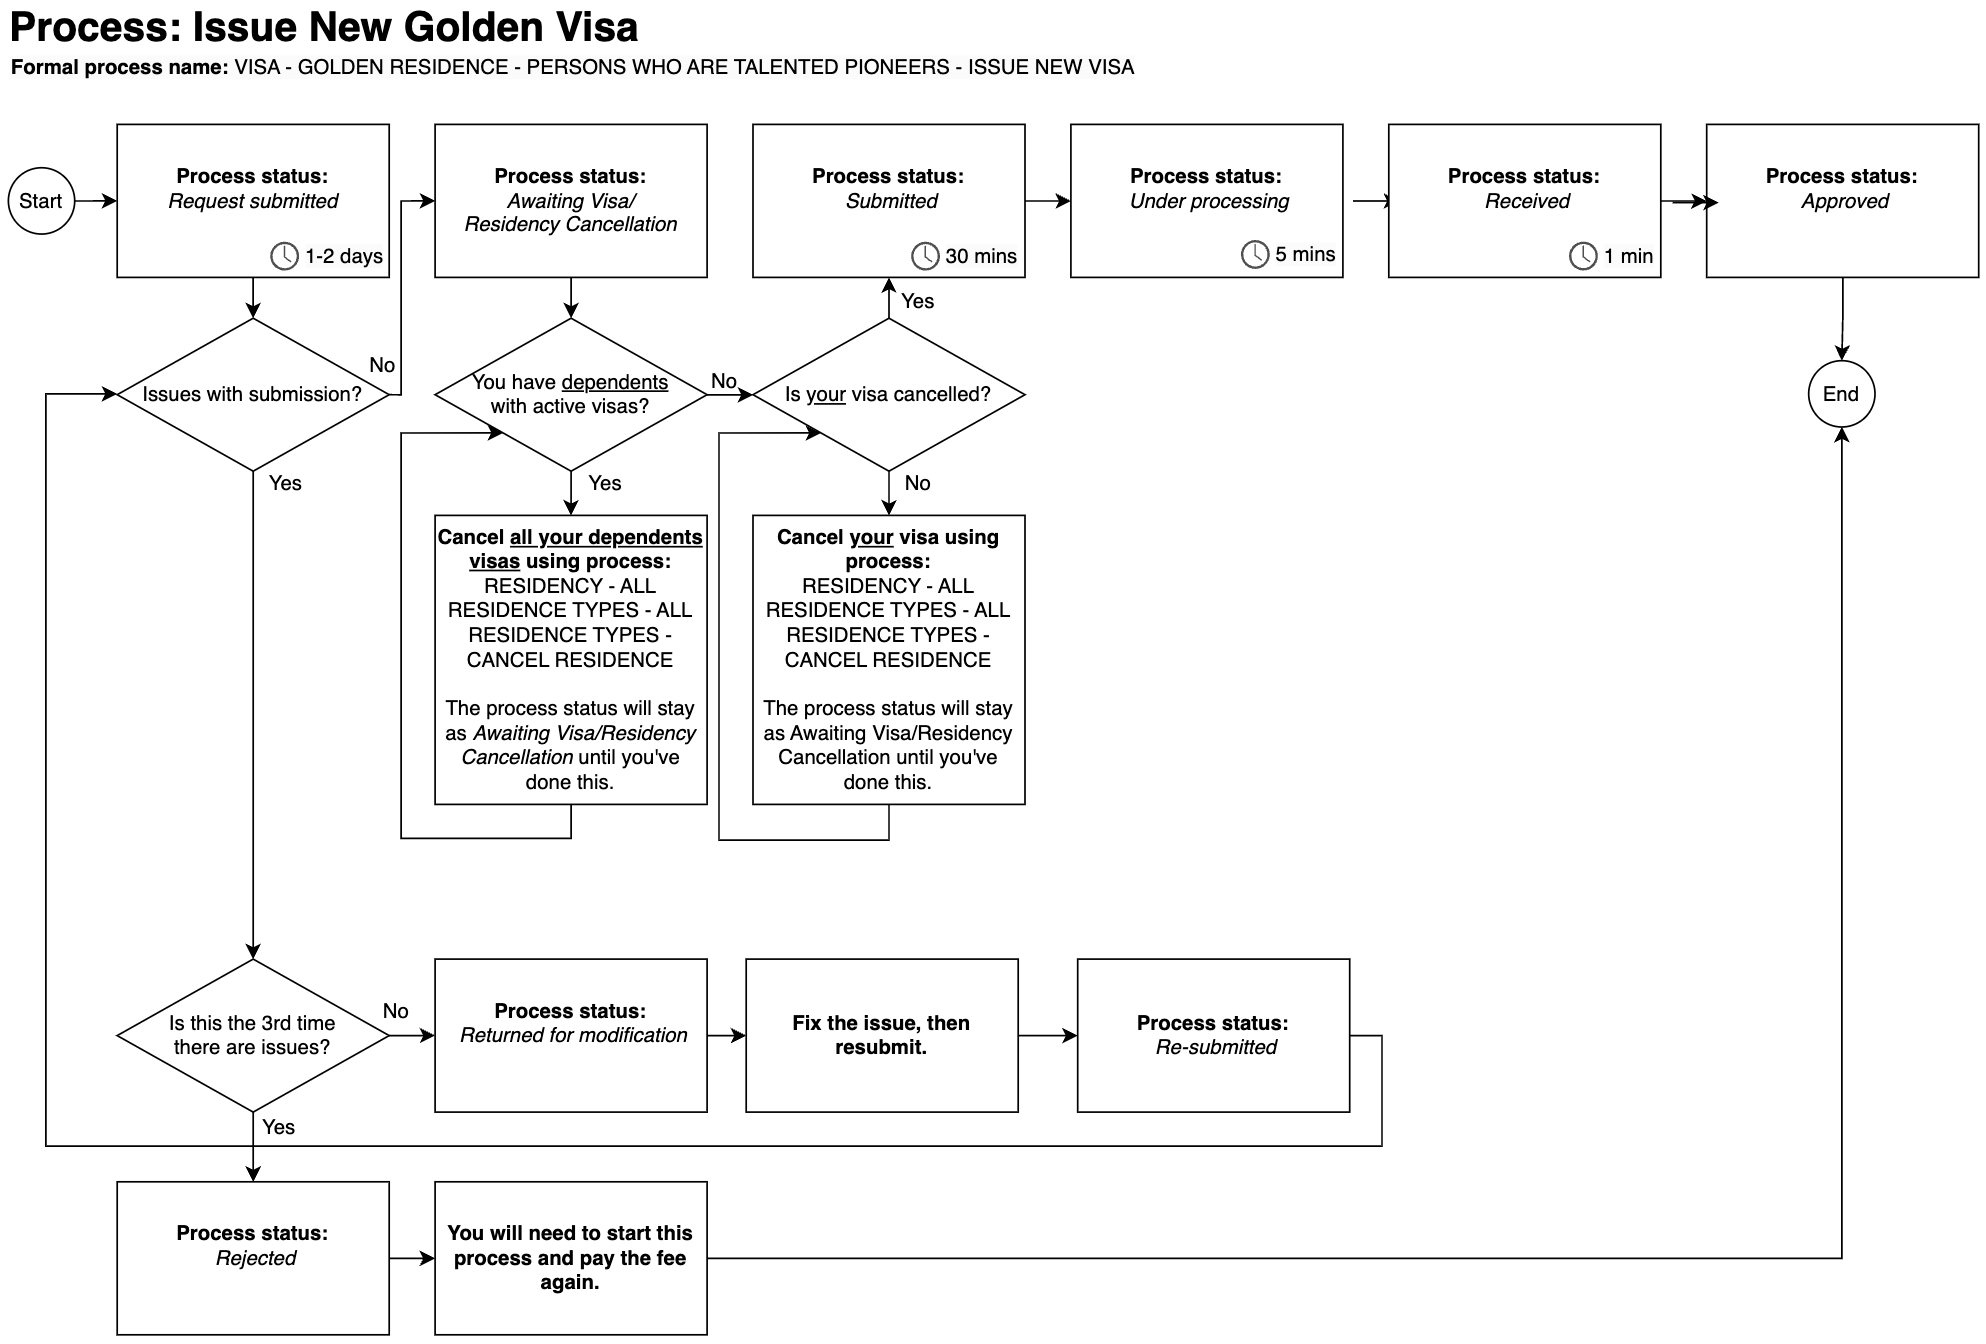 Process: Issue New Golden Visa
Formal process name: VISA - GOLDEN RESIDENCE - PERSONS WHO ARE TALENTED PIONEERS - ISSUE NEW VISA
Start
Process status:
Request submitted
1-2 days
Process status:
Awaiting Visa/
Residency Cancellation
Process status:
Submitted
30 mins
Process status:
Under processing
5 mins
Process status:
Received
1 min
Process status:
Approved
Issues with submission?
No
Yes
You have dependents
with active visas?
No
Yes
Is your visa cancelled?
Yes
No
End
Cancel all your dependents
visas using process:
RESIDENCY - ALL
RESIDENCE TYPES - ALL
RESIDENCE TYPES -
CANCEL RESIDENCE
The process status will stay
as Awaiting Visa/Residency
Cancellation until you've
done this.
Cancel your visa using
process:
RESIDENCY - ALL
RESIDENCE TYPES - ALL
RESIDENCE TYPES -
CANCEL RESIDENCE
The process status will stay
as Awaiting Visa/Residency
Cancellation until you've
done this.
Is this the 3rd time
there are issues?
No
Yes
Process status:
Returned for modification
Fix the issue, then
resubmit.
Process status:
Re-submitted
Process status:
Rejected
You will need to start this
process and pay the fee
again.